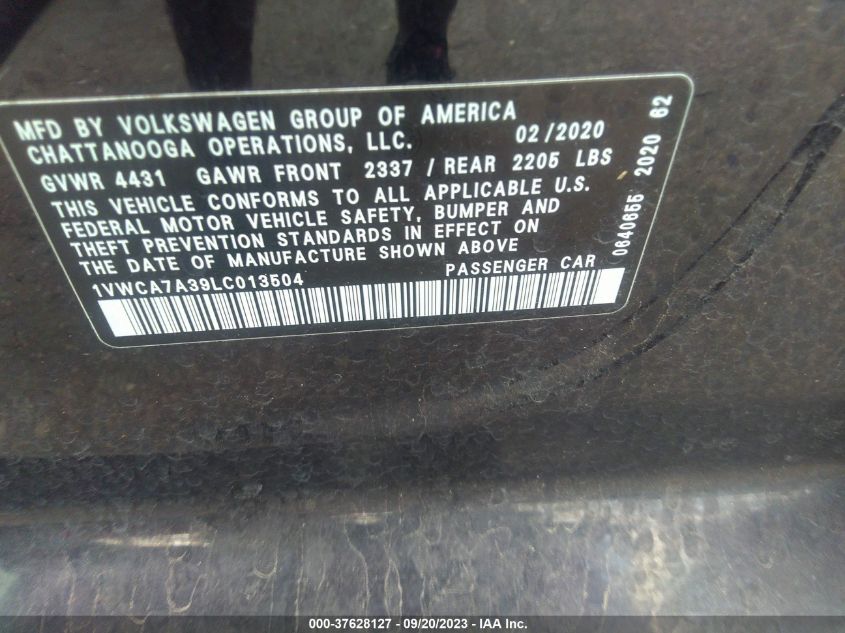 MFD BY VOLKSWAGEN GROUP OF AMERICA
CHATTANOOGA OPERATIONS, LLC. 02/2020
GVWR 4431 GAWR FRONT 2337 / REAR 2205 LBS
THIS VEHICLE CONFORMS TO ALL APPLICABLE U.S.
FEDERAL MOTOR VEHICLE SAFETY, BUMPER AND
THEFT PREVENTION STANDARDS IN EFFECT ON
THE DATE OF MANUFACTURE SHOWN ABOVE
1VWCA7A39LC013504 PASSENGER CAR
0640655 2020 62
000-37628127 - 09/20/2023 - IAA Inc.